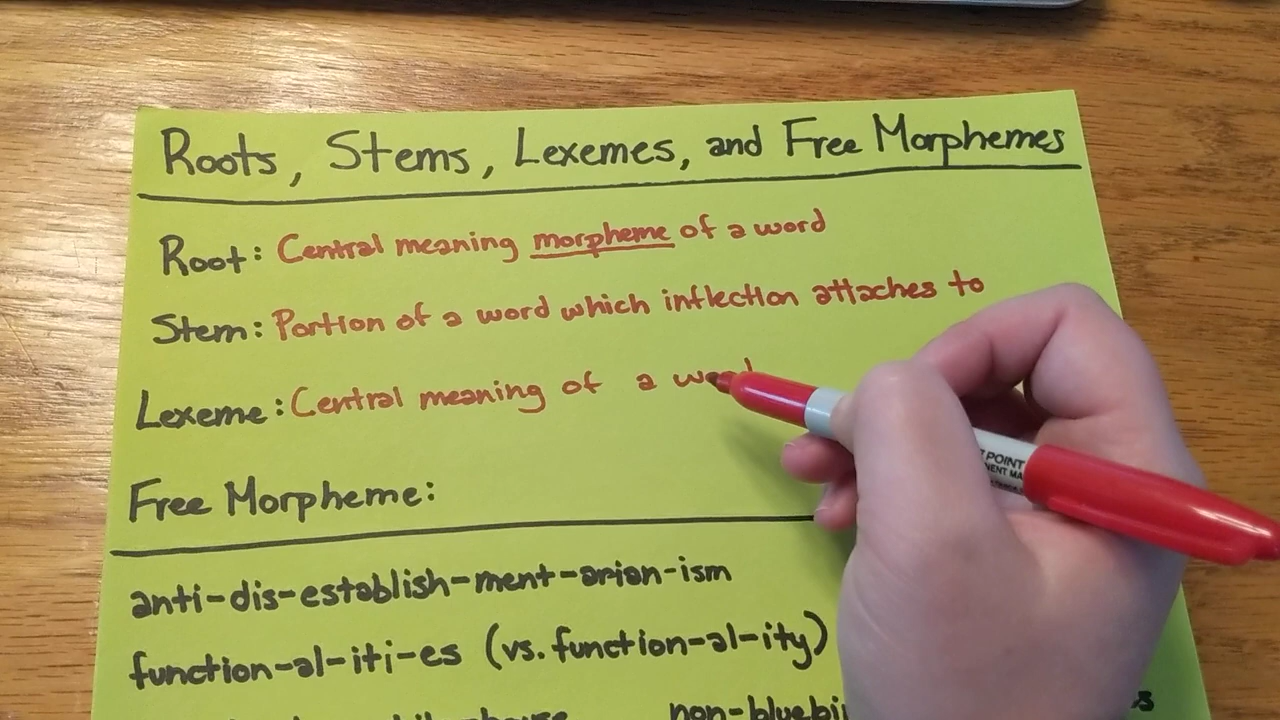 Roots, Stems, Lexemes, and Free Morphemes
Root: Central meaning morpheme of a word
Stem: Portion of a word which inflection attaches to
Lexeme: Central meaning of a word
Free Morpheme:
anti-dis-establish-ment-arian-ism
function-al-iti-es (vs. function-al-ity)
POINT